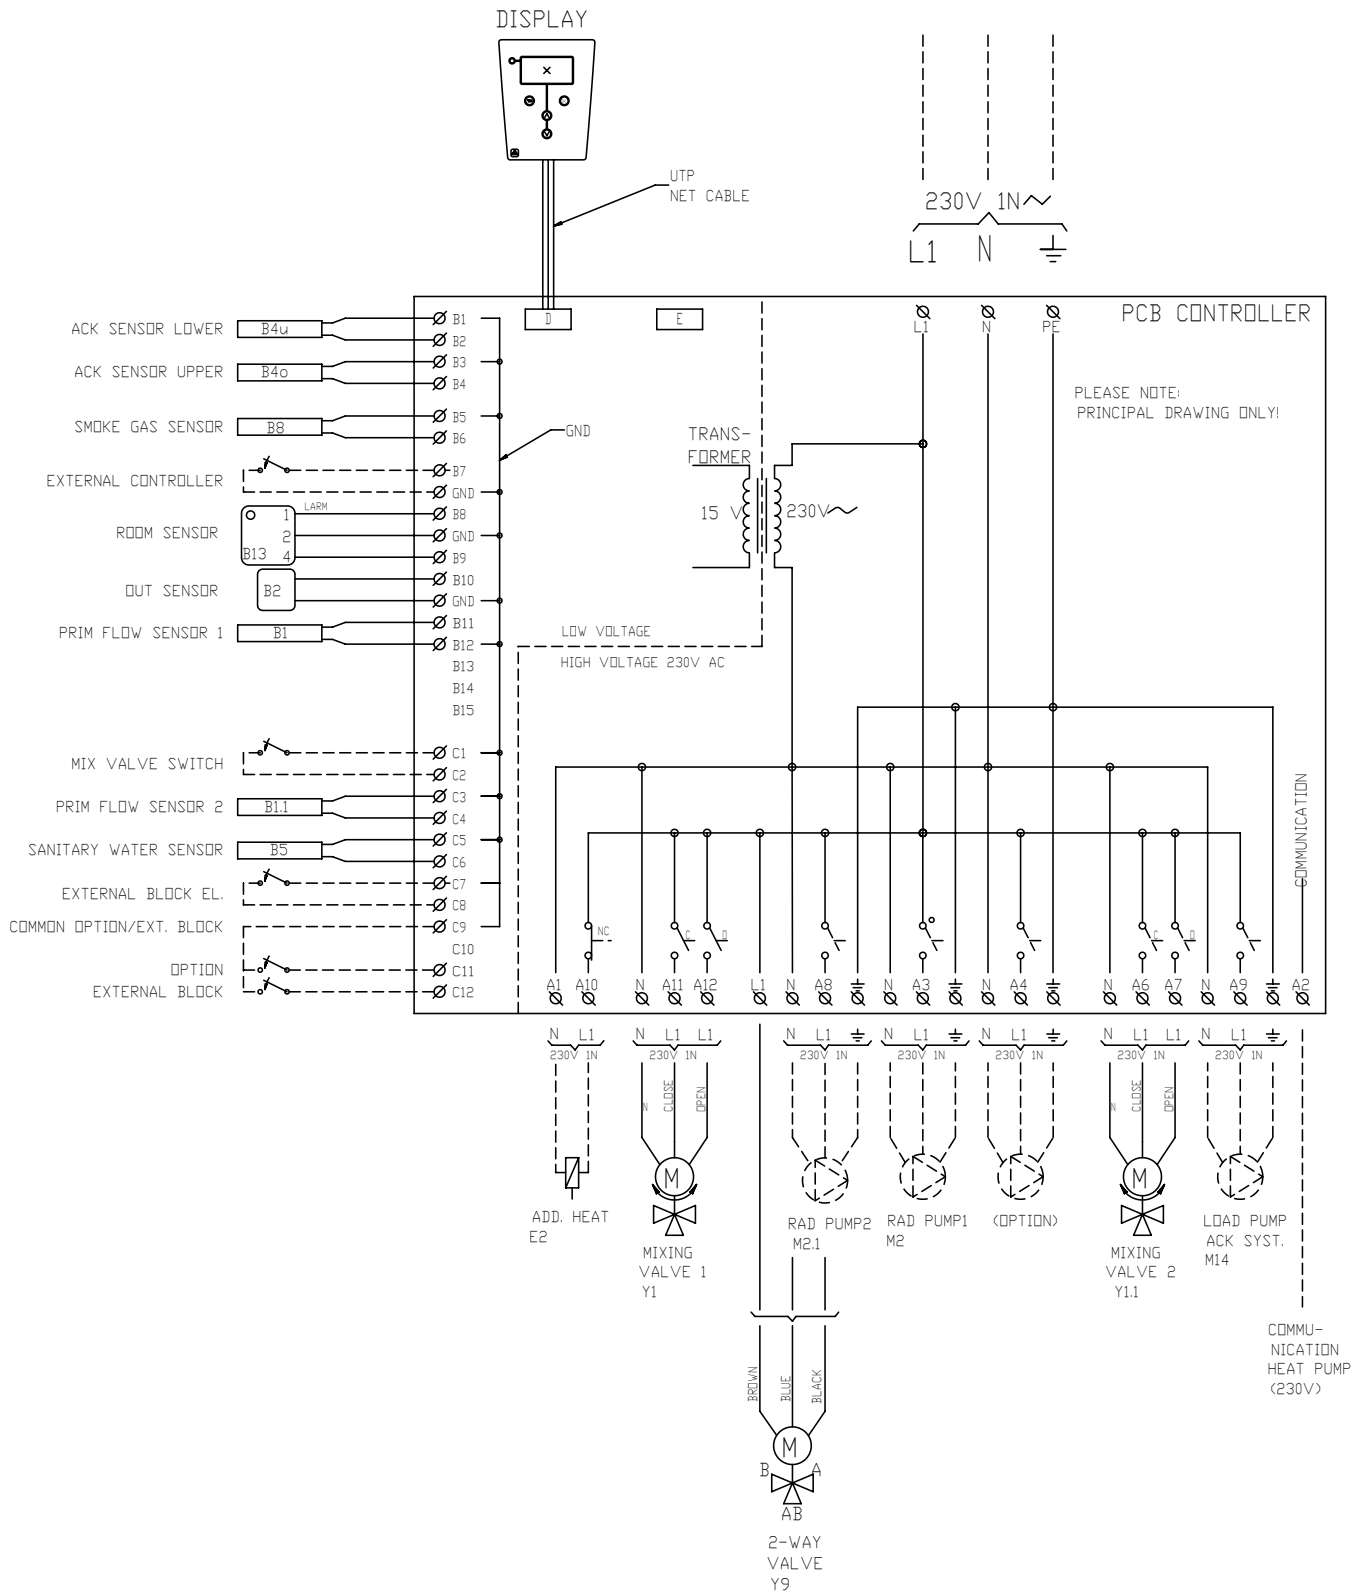 DISPLAY
UTP
NET CABLE
230V 1N
L1 N
PCB CONTROLLER
D
E
L1 N PE
PLEASE NOTE:
PRINCIPAL DRAWING ONLY!
ACK SENSOR LOWER B4u B1
B2
ACK SENSOR UPPER B4o B3
B4
SMOKE GAS SENSOR B8 B5
B6
GND
TRANS-
FORMER
15 V 230V
EXTERNAL CONTROLLER B7
GND
ROOM SENSOR B13 1 LARM B8
2 GND
4 B9
OUT SENSOR B2 B10
GND
PRIM FLOW SENSOR 1 B1 B11
B12
B13
B14
B15
LOW VOLTAGE
HIGH VOLTAGE 230V AC
MIX VALVE SWITCH C1
C2
PRIM FLOW SENSOR 2 B1.1 C3
C4
SANITARY WATER SENSOR B5 C5
C6
EXTERNAL BLOCK EL. C7
C8
COMMON OPTION/EXT. BLOCK C9
C10
OPTION C11
EXTERNAL BLOCK C12
COMMUNICATION
NC C O C O
A1 A10 N A11 A12 L1 N A8 N A3 N A4 N A6 A7 N A9 A2
N L1 N L1 L1 N L1 N L1 N L1 N L1 L1 N L1
230V 1N 230V 1N 230V 1N 230V 1N 230V 1N 230V 1N 230V 1N
N CLOSE OPEN N CLOSE OPEN
M M
ADD. HEAT
E2
MIXING
VALVE 1
Y1
RAD PUMP2
M2.1
RAD PUMP1
M2
(OPTION)
MIXING
VALVE 2
Y1.1
LOAD PUMP
ACK SYST.
M14
COMMU-
NICATION
HEAT PUMP
(230V)
BROWN BLUE BLACK
M
B A
AB
2-WAY
VALVE
Y9